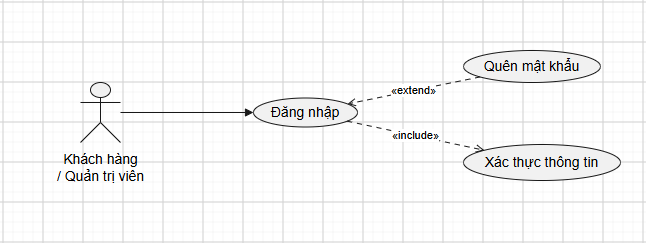 Quên mật khẩu
«extend»
Đăng nhập
«include»
Khách hàng
/ Quản trị viên
Xác thực thông tin